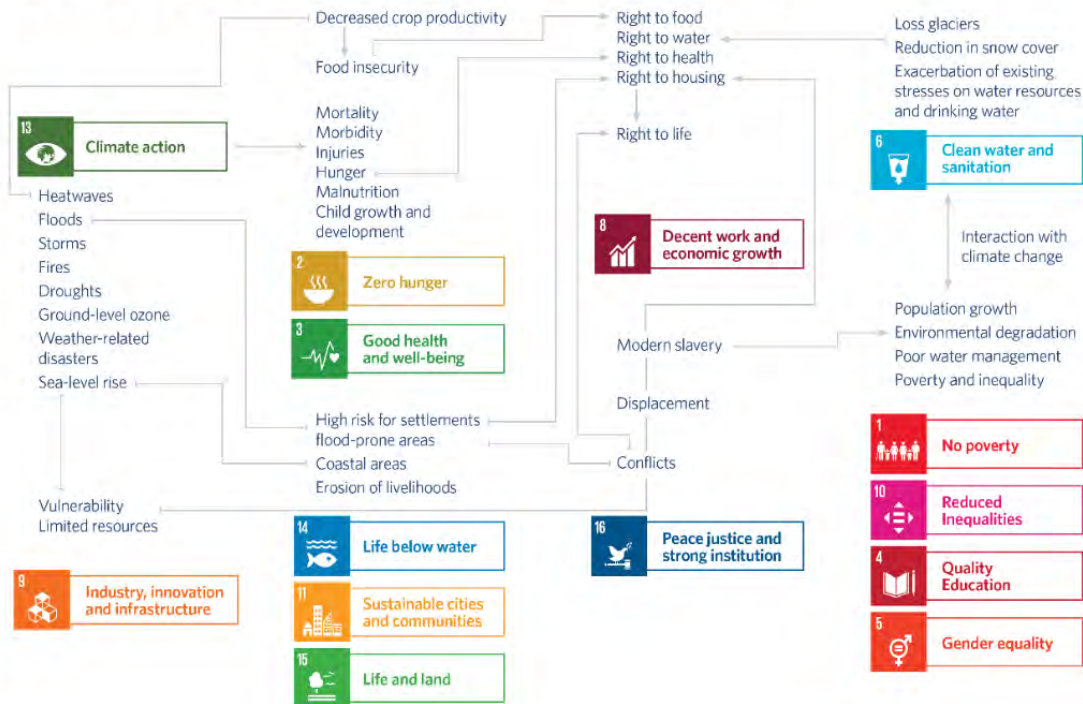 Decreased crop productivity
Food insecurity
Mortality
Morbidity
Injuries
Hunger
Malnutrition
Child growth and
development
13
Climate action
Heatwaves
Floods
Storms
Fires
Droughts
Ground-level ozone
Weather-related
disasters
Sea-level rise
Vulnerability
Limited resources
9
Industry, innovation
and infrastructure
2
Zero hunger
3
Good health
and well-being
High risk for settlements
flood-prone areas
Coastal areas
Erosion of livelihoods
14
Life below water
11
Sustainable cities
and communities
15
Life and land
Right to food
Right to water
Right to health
Right to housing
Right to life
8
Decent work and
economic growth
Modern slavery
Displacement
Conflicts
16
Peace justice and
strong institution
Loss glaciers
Reduction in snow cover
Exacerbation of existing
stresses on water resources
and drinking water
6
Clean water and
sanitation
Interaction with
climate change
Population growth
Environmental degradation
Poor water management
Poverty and inequality
1
No poverty
10
Reduced
Inequalities
4
Quality
Education
5
Gender equality